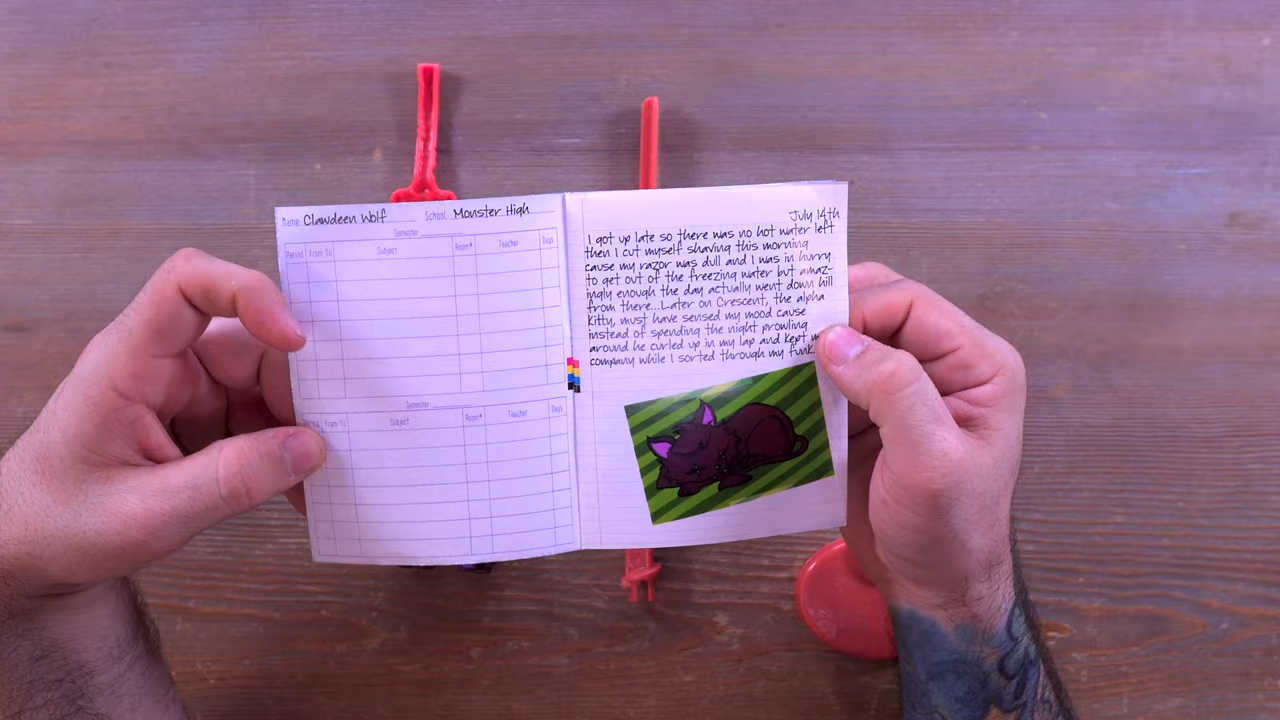 Name: Clawdeen Wolf School: Monster High
Semester
Period From-To Subject Room# Teacher Days
Semester
From-To Subject Room# Teacher Days
July 14th
I got up late so there was no hot water left
then I cut myself shaving this morning
cause my razor was dull and I was in hurry
to get out of the freezing water but amaz-
ingly enough the day actually went down hill
from there...Later on Crescent, the alpha
kitty, must have sensed my mood cause
instead of spending the night prowling
around he curled up in my lap and kept
company while I sorted through my funk